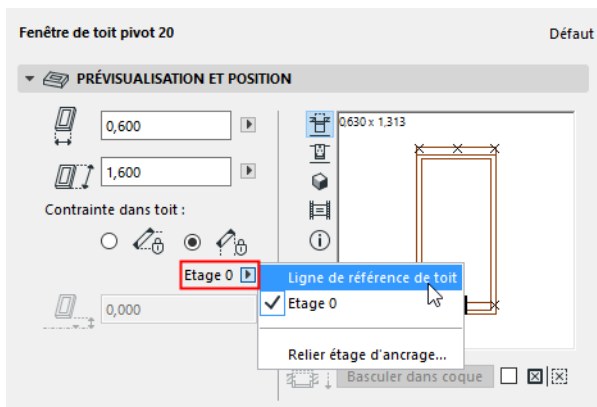 Fenêtre de toit pivot 20
Défaut
PRÉVISUALISATION ET POSITION
0,600
0,630 x 1,313
1,600
Contrainte dans toit :
Etage 0
Ligne de référence de toit
Etage 0
0,000
Relier étage d'ancrage...
Basculer dans coque